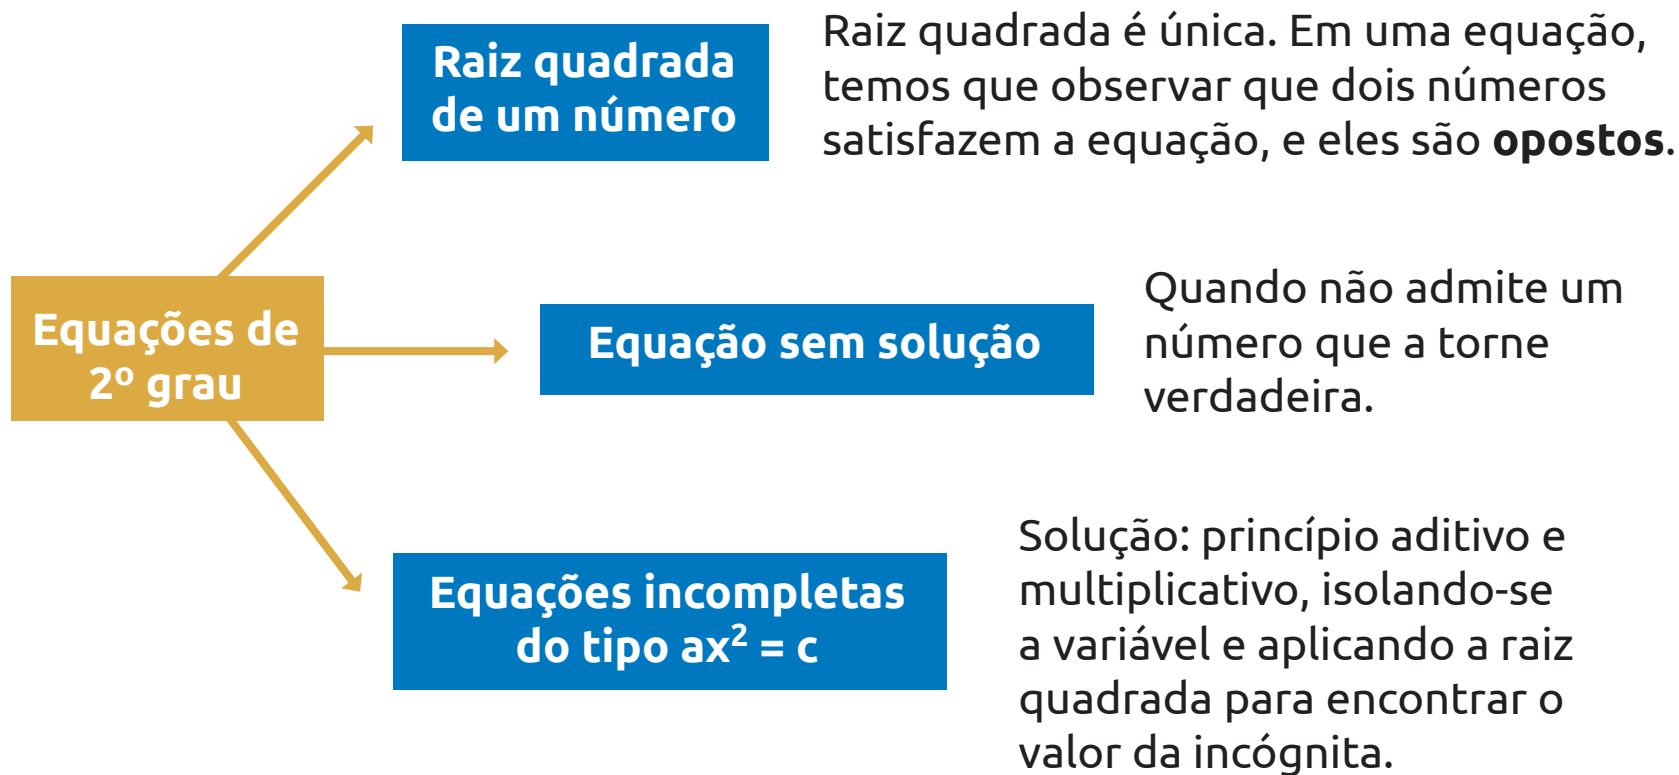 Raiz quadrada
de um número
Raiz quadrada é única. Em uma equação,
temos que observar que dois números
satisfazem a equação, e eles são opostos.
Equações de
2º grau
Equação sem solução
Quando não admite um
número que a torne
verdadeira.
Equações incompletas
do tipo ax² = c
Solução: princípio aditivo e
multiplicativo, isolando-se
a variável e aplicando a raiz
quadrada para encontrar o
valor da incógnita.